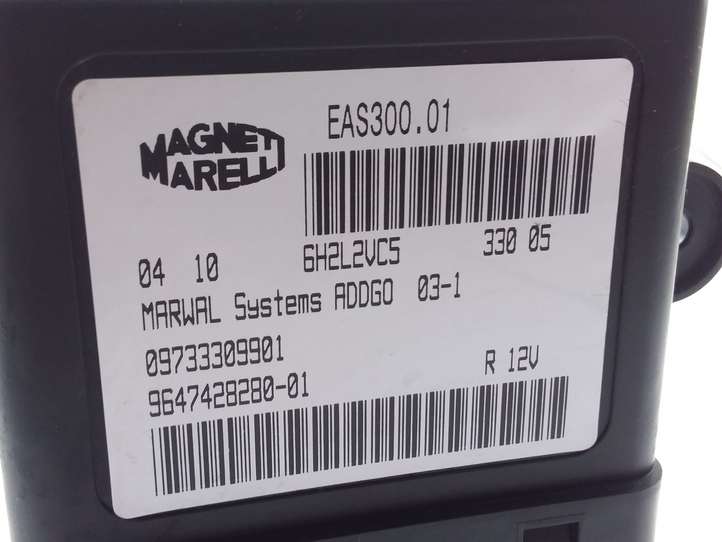 MAGNETI
MARELLI
EAS300.01
04 10 6H2L2VC5 330 05
MARWAL Systems ADDGO 03-1
09733309901
9647428280-01 R 12V